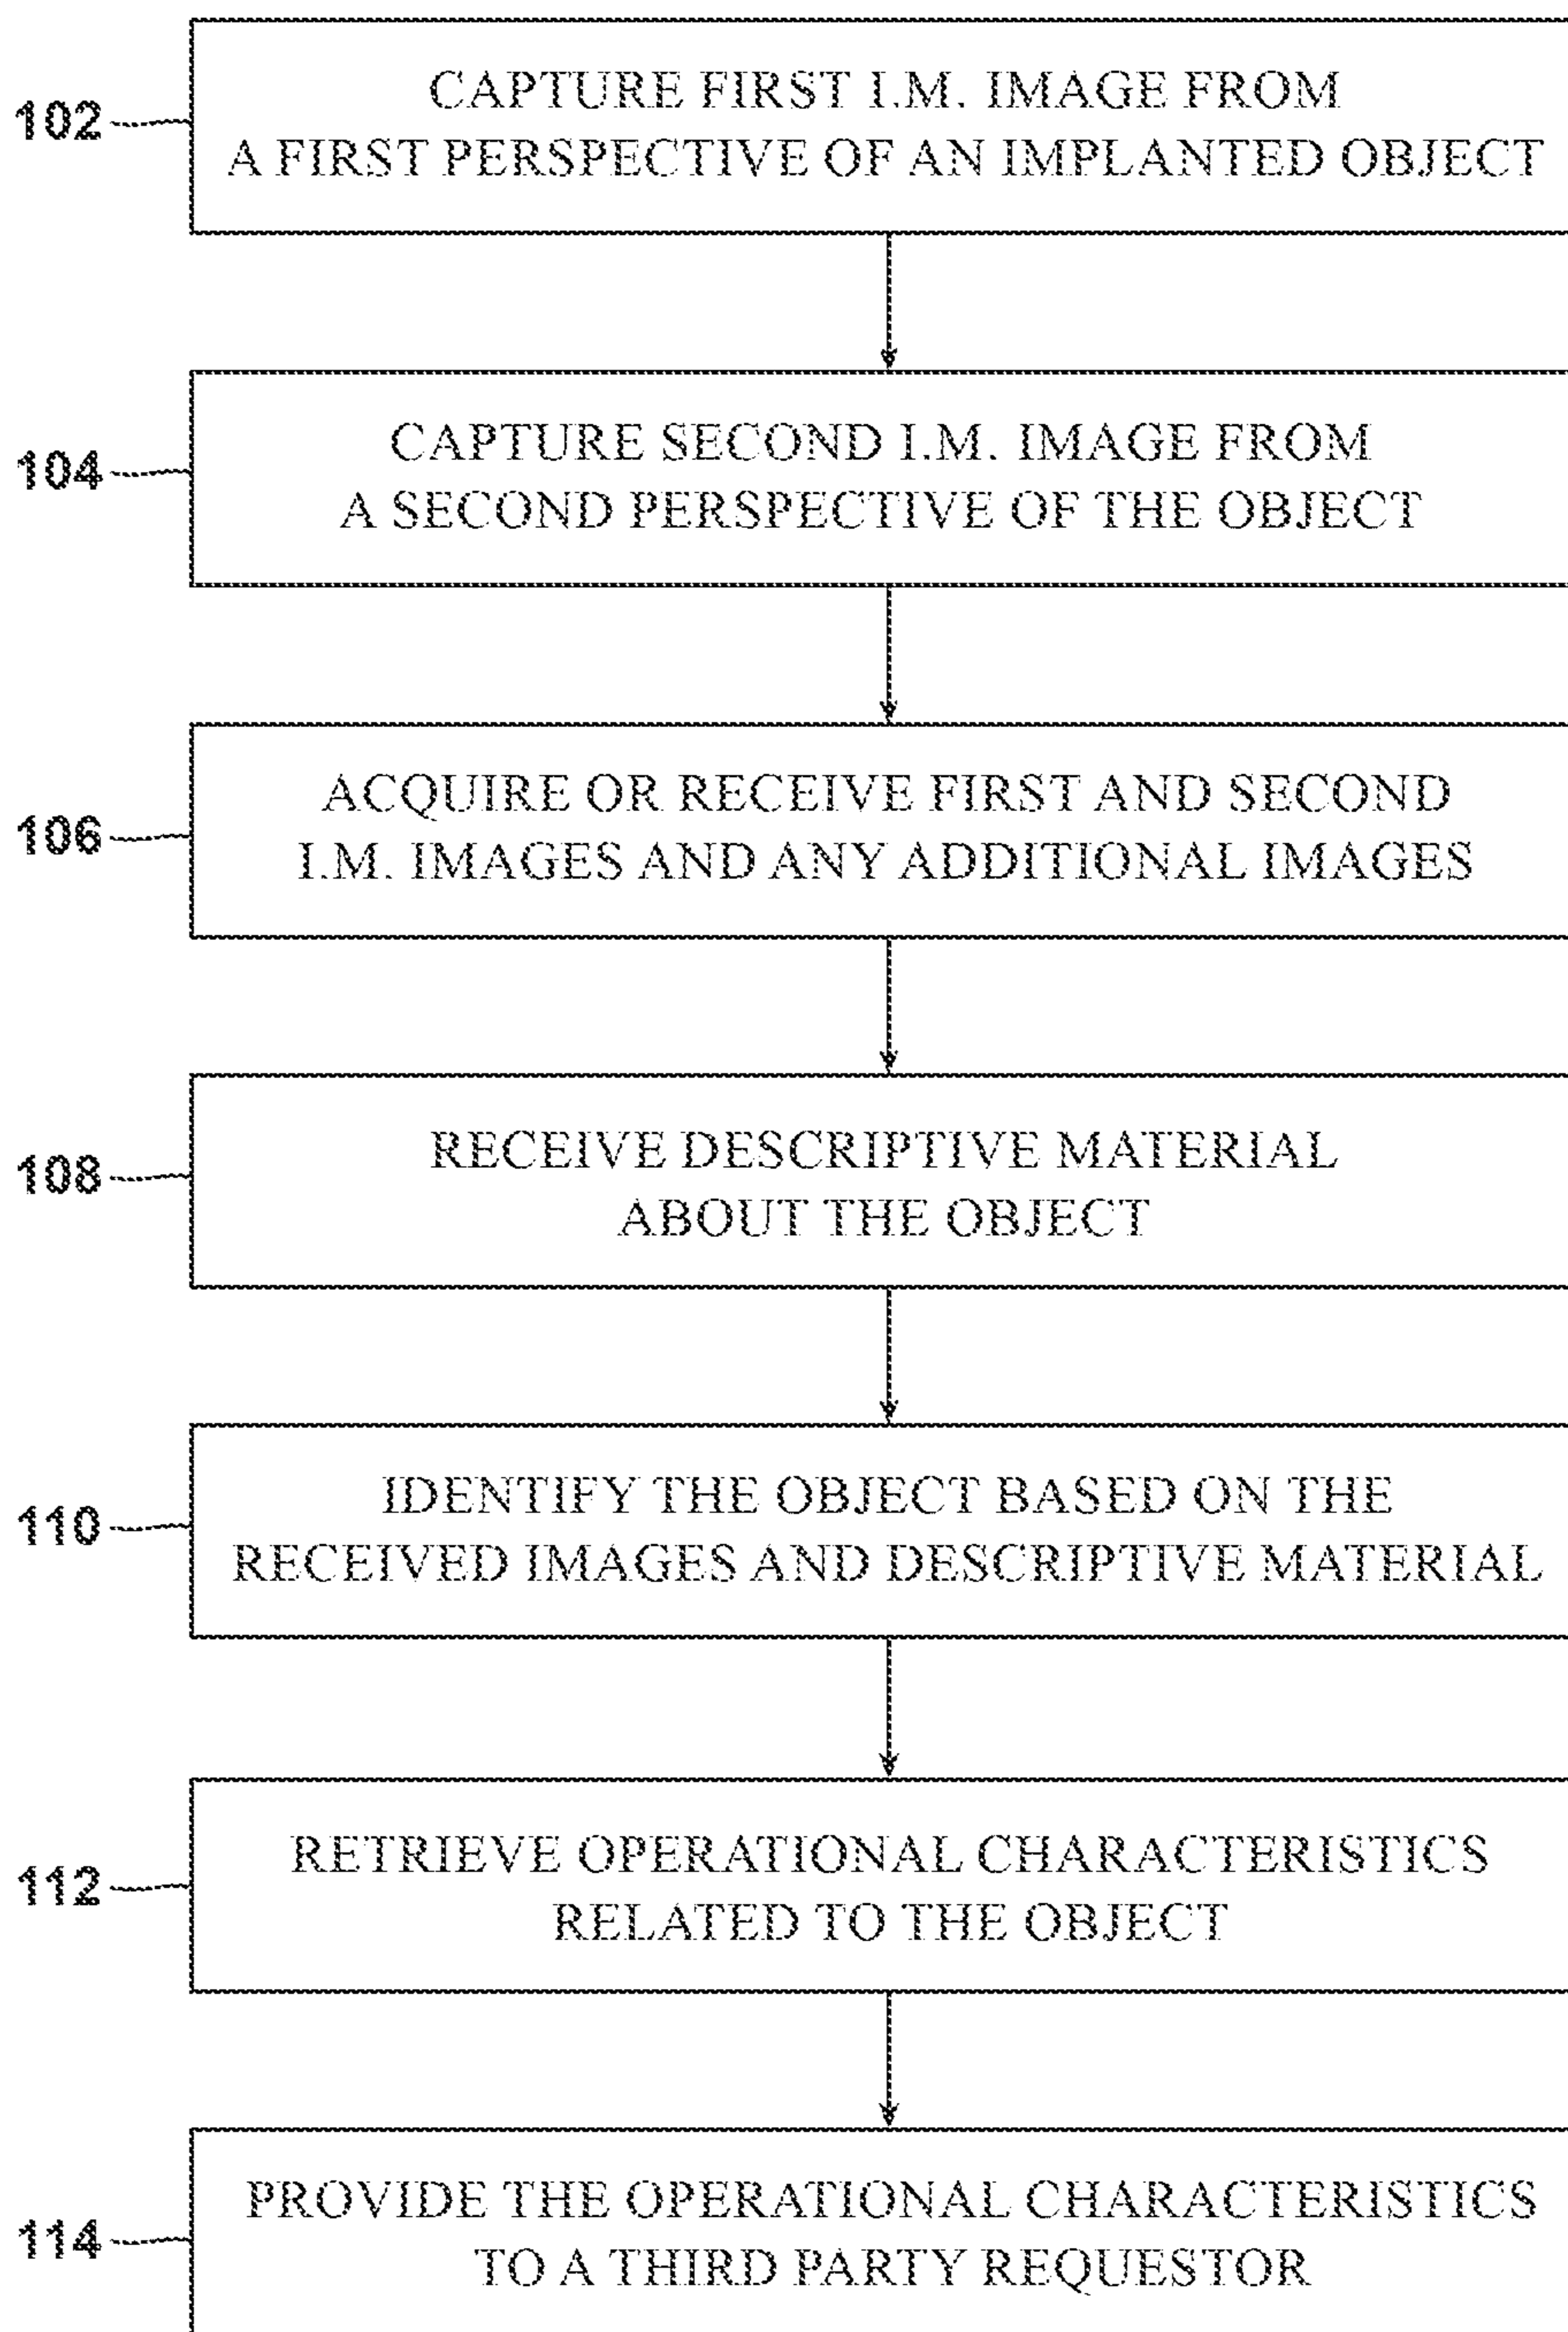 102
CAPTURE FIRST I.M. IMAGE FROM
A FIRST PERSPECTIVE OF AN IMPLANTED OBJECT
104
CAPTURE SECOND I.M. IMAGE FROM
A SECOND PERSPECTIVE OF THE OBJECT
106
ACQUIRE OR RECEIVE FIRST AND SECOND
I.M. IMAGES AND ANY ADDITIONAL IMAGES
108
RECEIVE DESCRIPTIVE MATERIAL
ABOUT THE OBJECT
110
IDENTIFY THE OBJECT BASED ON THE
RECEIVED IMAGES AND DESCRIPTIVE MATERIAL
112
RETRIEVE OPERATIONAL CHARACTERISTICS
RELATED TO THE OBJECT
114
PROVIDE THE OPERATIONAL CHARACTERISTICS
TO A THIRD PARTY REQUESTOR